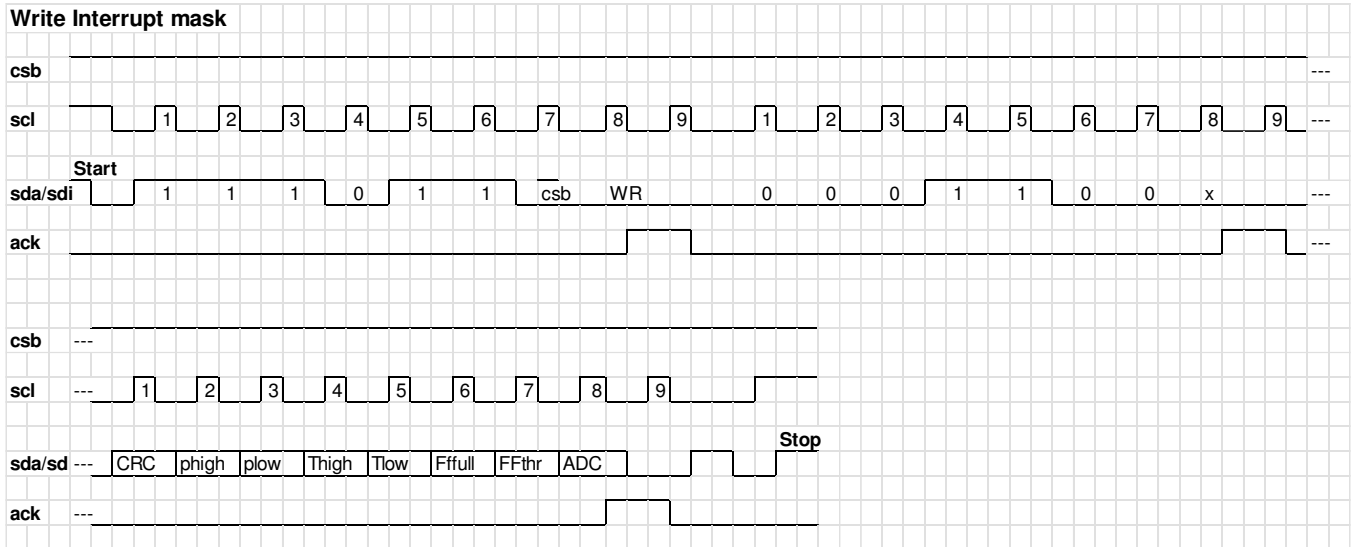 Write Interrupt mask
csb ---
scl 1 2 3 4 5 6 7 8 9 1 2 3 4 5 6 7 8 9 ---
Start
sda/sdi 1 1 1 0 1 1 csb WR 0 0 0 1 1 0 0 x ---
ack ---
csb ---
scl --- 1 2 3 4 5 6 7 8 9
Stop
sda/sd --- CRC phigh plow Thigh Tlow Fffull FFthr ADC
ack ---